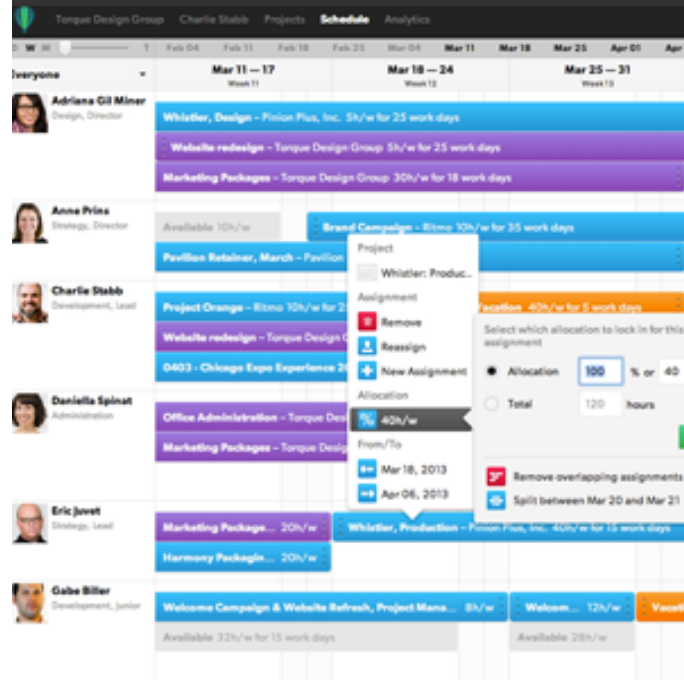 Torque Design Group Charlie Stabb Projects Schedule Analytics
W M T Feb 04 Feb 11 Feb 18 Feb 25 Mar 04 Mar 11 Mar 18 Mar 25 Apr 01 Apr
Everyone Mar 11 — 17 Mar 18 — 24 Mar 25 — 31
Week 11 Week 12 Week 13
Adriana Gil Miner
Design, Director
Whistler, Design – Pinion Plus, Inc. 5h/w for 25 work days
Website redesign – Torque Design Group 5h/w for 25 work days
Marketing Packages – Torque Design Group 30h/w for 18 work days
Anne Prins
Strategy, Director
Available 10h/w Brand Campaign – Ritmo 10h/w for 35 work days
Pavilion Retainer, March – Pavilion
Charlie Stabb
Development, Lead
Project Orange – Ritmo 10h/w for 2 Vacation 40h/w for 5 work days
Website redesign – Torque Design G
0403 - Chicago Expo Experience 20
Daniella Spinat
Administration
Office Administration – Torque Desi
Marketing Packages – Torque Desig
Project
Whistler: Produc...
Assignment
Remove
Reassign
New Assignment
Allocation
% 40h/w
From/To
Mar 18, 2013
Apr 06, 2013
Select which allocation to lock in for this
assignment
Allocation 100 % or 40
Total 120 hours
Remove overlapping assignments
Split between Mar 20 and Mar 21
Eric Juvet
Strategy, Lead
Marketing Package... 20h/w Whistler, Production – Pinion Plus, Inc. 40h/w for 15 work days
Harmony Packagin... 20h/w
Gabe Biller
Development, Junior
Welcome Campaign & Website Refresh, Project Mana... 8h/w Welcom... 12h/w Vacati
Available 32h/w for 15 work days Available 28h/w